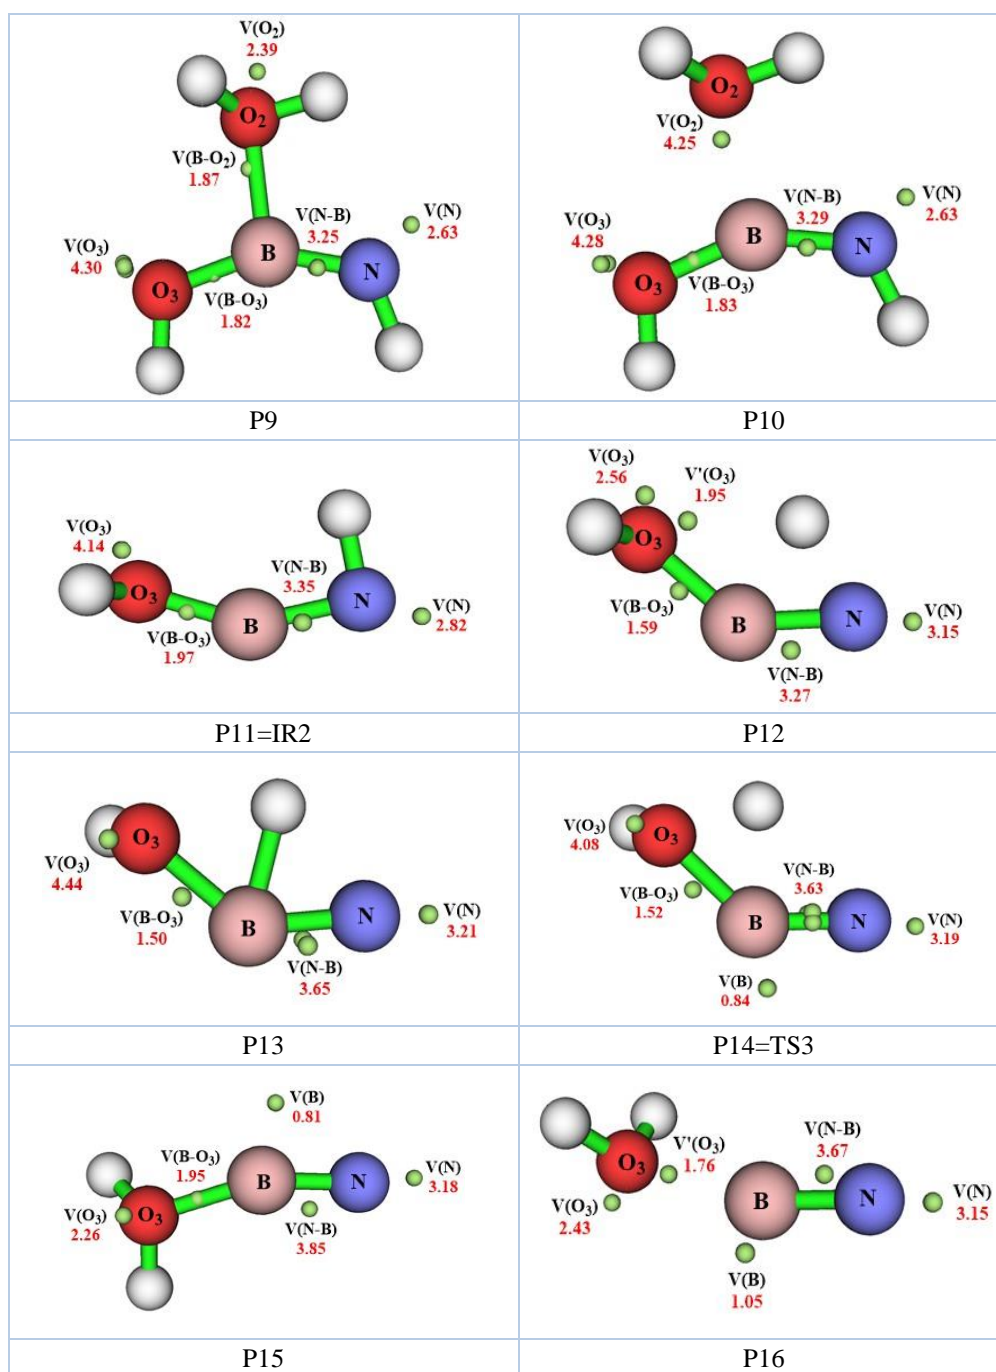 V(O₂)
2.39
O₂
V(B-O₂)
1.87
V(N-B)
3.25
V(N)
2.63
V(O₃)
4.30
B
N
O₃
V(B-O₃)
1.82
P9
O₂
V(O₂)
4.25
V(N-B)
3.29
V(N)
2.63
V(O₃)
4.28
B
N
O₃
V(B-O₃)
1.83
P10
V(O₃)
4.14
V(N-B)
3.35
O₃
N
V(N)
2.82
V(B-O₃)
1.97
B
P11=IR2
V(O₃)
2.56
V'(O₃)
1.95
O₃
V(B-O₃)
1.59
B
N
V(N)
3.15
V(N-B)
3.27
P12
O₃
V(O₃)
4.44
V(B-O₃)
1.50
B
N
V(N)
3.21
V(N-B)
3.65
P13
V(O₃)
4.08
O₃
V(B-O₃)
1.52
V(N-B)
3.63
B
N
V(N)
3.19
V(B)
0.84
P14=TS3
V(B)
0.81
V(B-O₃)
1.95
B
N
V(N)
3.18
V(O₃)
2.26
O₃
V(N-B)
3.85
P15
O₃
V'(O₃)
1.76
V(N-B)
3.67
V(O₃)
2.43
B
N
V(N)
3.15
V(B)
1.05
P16